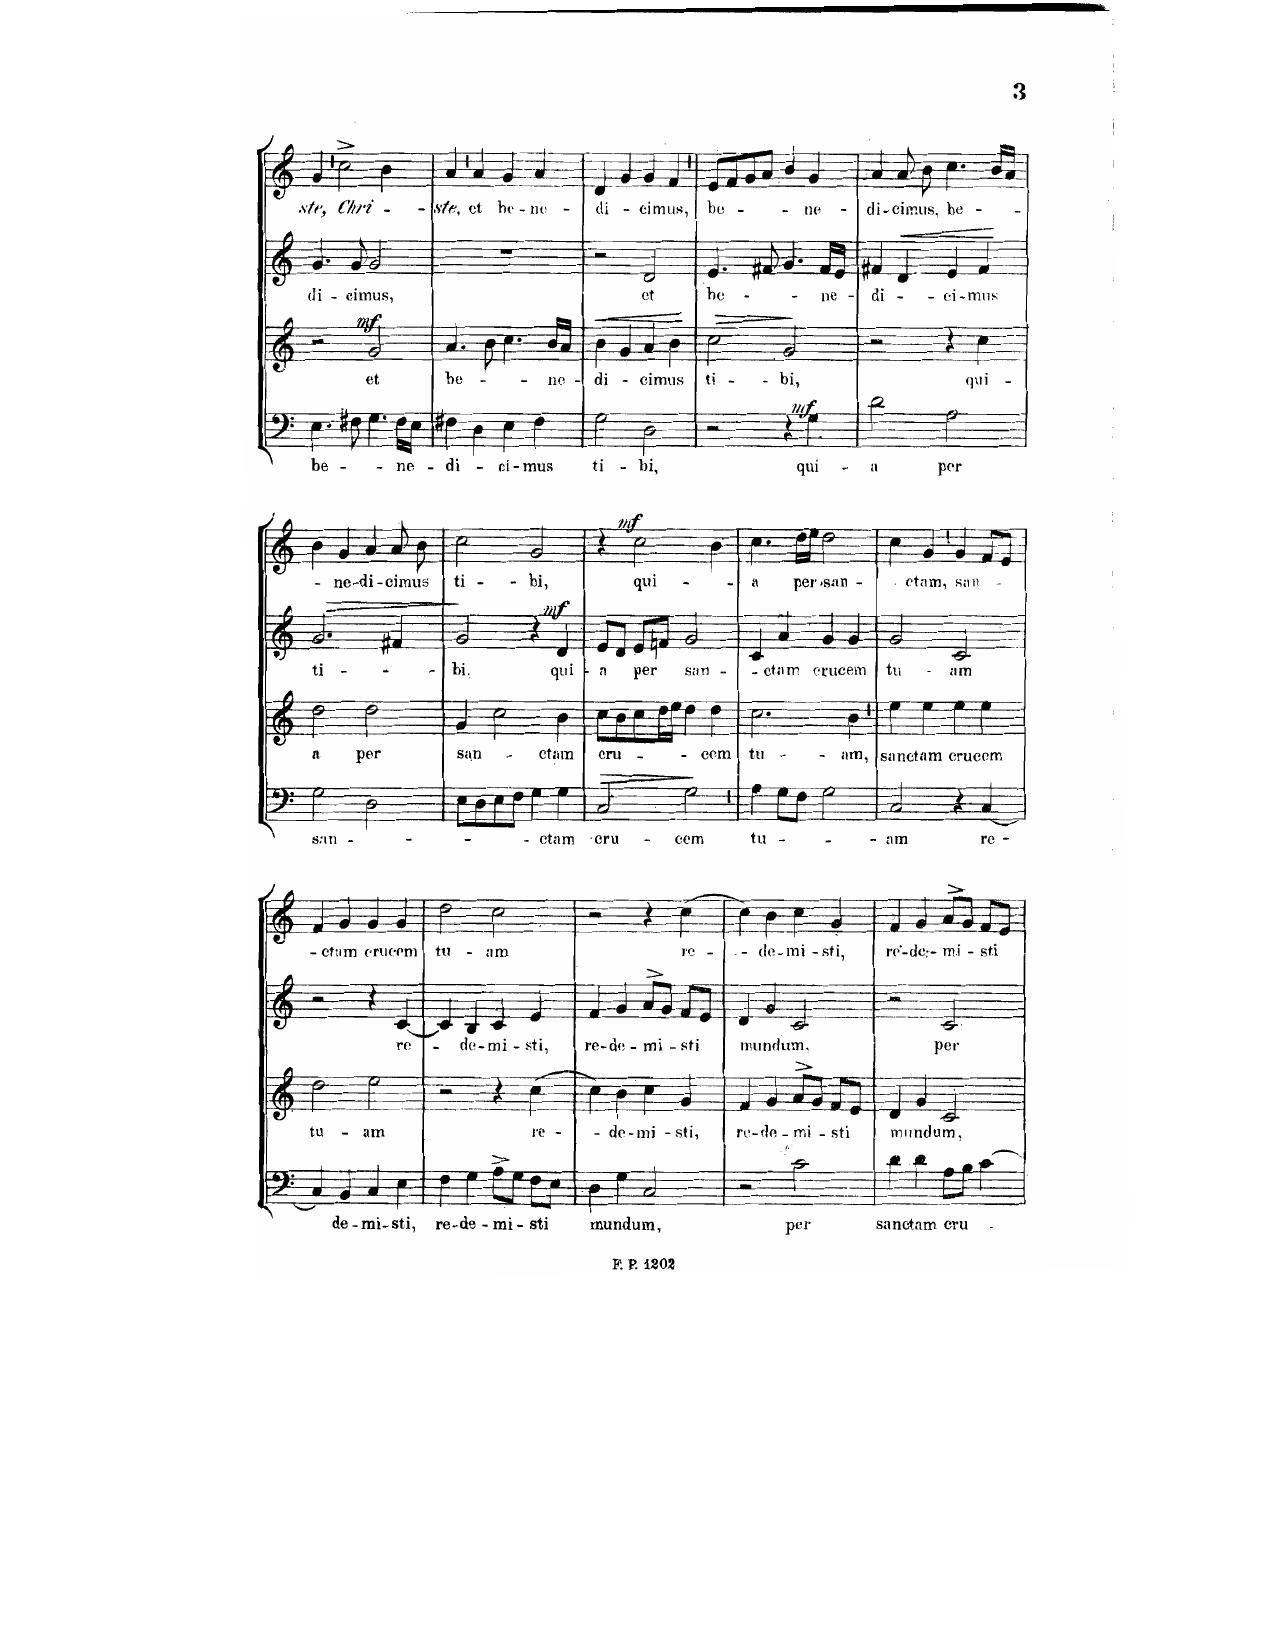 3
ste, Chri - ste, et be - ne - di - cimus, be - - ne - di - cimus, be -
di - cimus, et be - - ne - di - - ci - mus
mf
et be - - ne - di - cimus ti - bi, qui -
mf
be - - ne - di - ci - mus ti - bi, qui - a per
mf
- ne - di - cimus ti - - bi, qui - - a per san - - ctam, san -
mf
ti - - - bi, qui - a per san - - ctam crucem tu - am
a per san - ctam cru - - - cem tu - - am, sanctam crucem
san - - - - ctam cru - cem tu - - - am re -
- ctam crucem tu - am re - - de - mi - sti, re - de - mi - sti
re - de - mi - sti, re - de - mi - sti mundum, per
tu - am re - - de - mi - sti, re - de - mi - sti mundum,
de - mi - sti, re - de - mi - sti mundum, per sanctam cru -
F. P. 1202